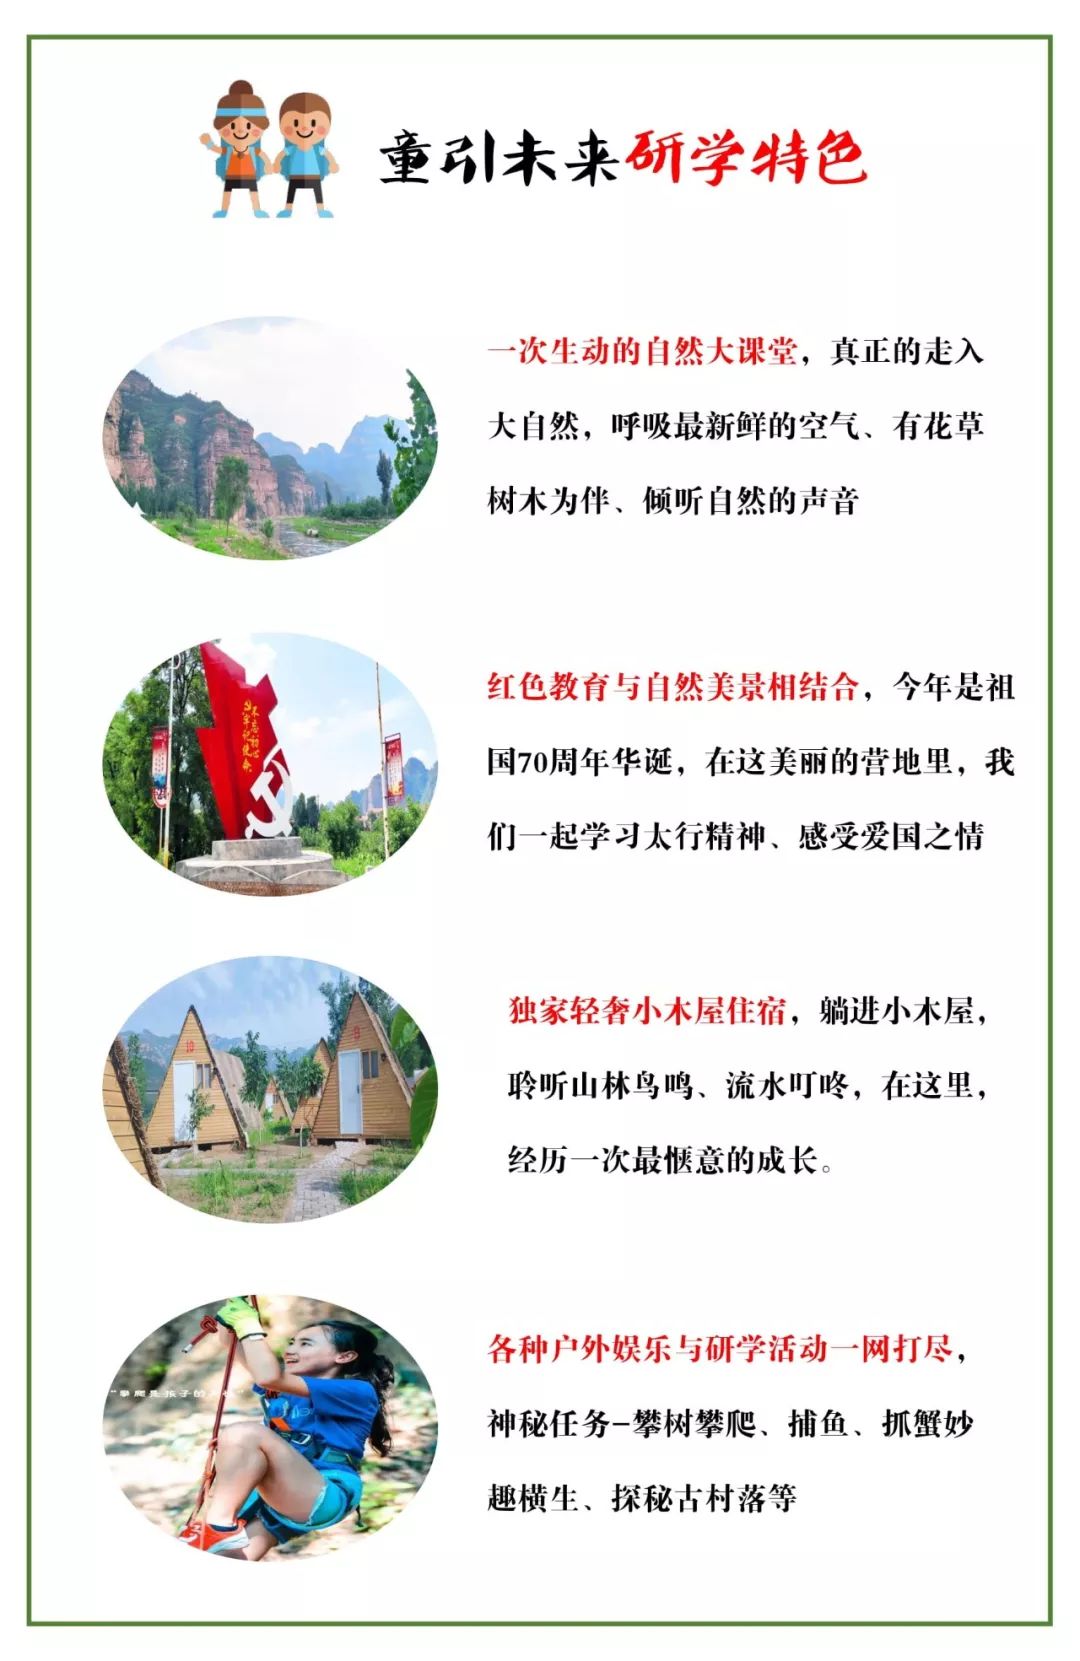 童引未来研学特色
一次生动的自然大课堂，真正的走入
大自然，呼吸最新鲜的空气、有花草
树木为伴、倾听自然的声音
不忘初心
牢记使命
红色教育与自然美景相结合，今年是祖
国70周年华诞，在这美丽的营地里，我
们一起学习太行精神、感受爱国之情
10
独家轻奢小木屋住宿，躺进小木屋，
聆听山林鸟鸣、流水叮咚，在这里，
经历一次最惬意的成长。
"攀爬是孩子的天性"
各种户外娱乐与研学活动一网打尽，
神秘任务-攀树攀爬、捕鱼、抓蟹妙
趣横生、探秘古村落等